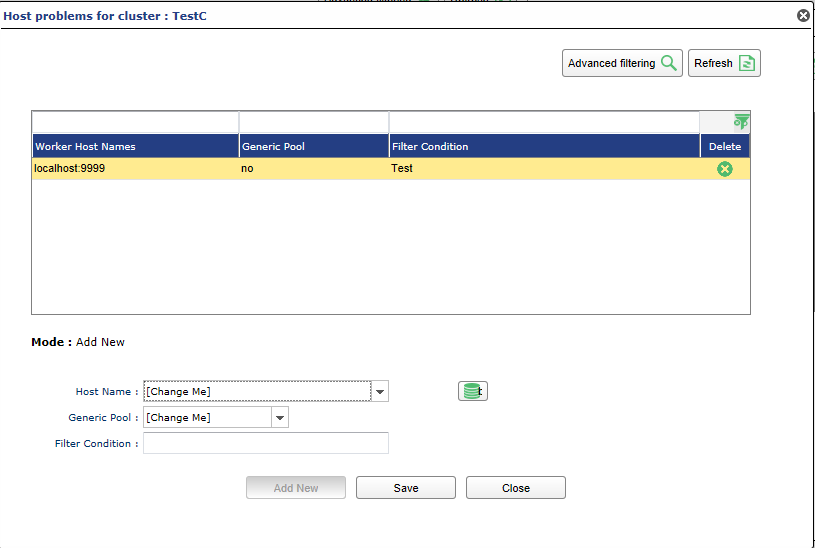 Host problems for cluster : TestC
Advanced filtering Refresh
Worker Host Names Generic Pool Filter Condition Delete
localhost:9999 no Test
Mode : Add New
Host Name : [Change Me]
Generic Pool : [Change Me]
Filter Condition :
Add New Save Close